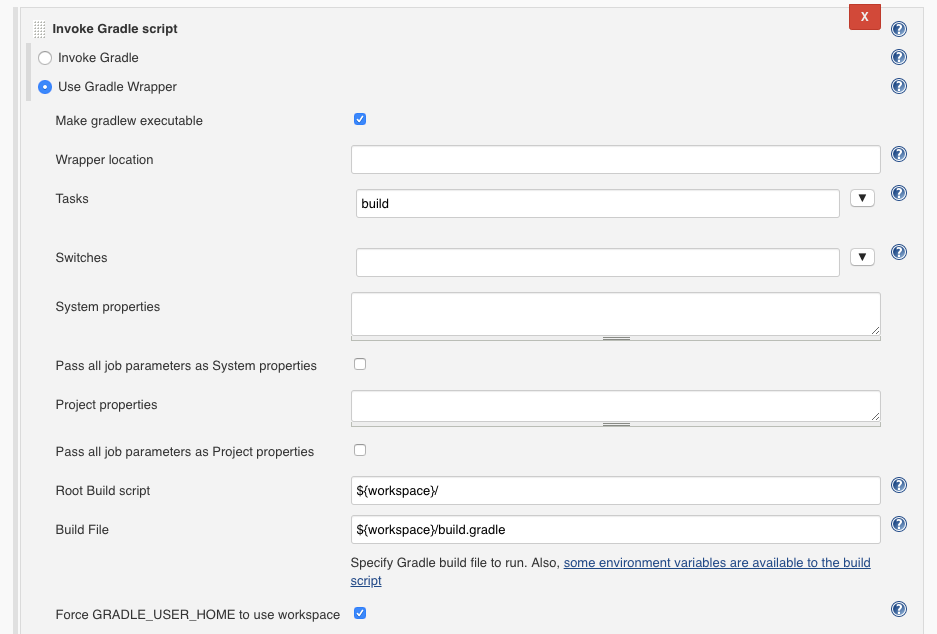 Invoke Gradle script
X
?
Invoke Gradle
?
Use Gradle Wrapper
?
Make gradlew executable
Wrapper location
?
Tasks
build
▼
?
Switches
▼
?
System properties
Pass all job parameters as System properties
Project properties
Pass all job parameters as Project properties
Root Build script
${workspace}/
?
Build File
${workspace}/build.gradle
?
Specify Gradle build file to run. Also, some environment variables are available to the build
script
Force GRADLE_USER_HOME to use workspace
?